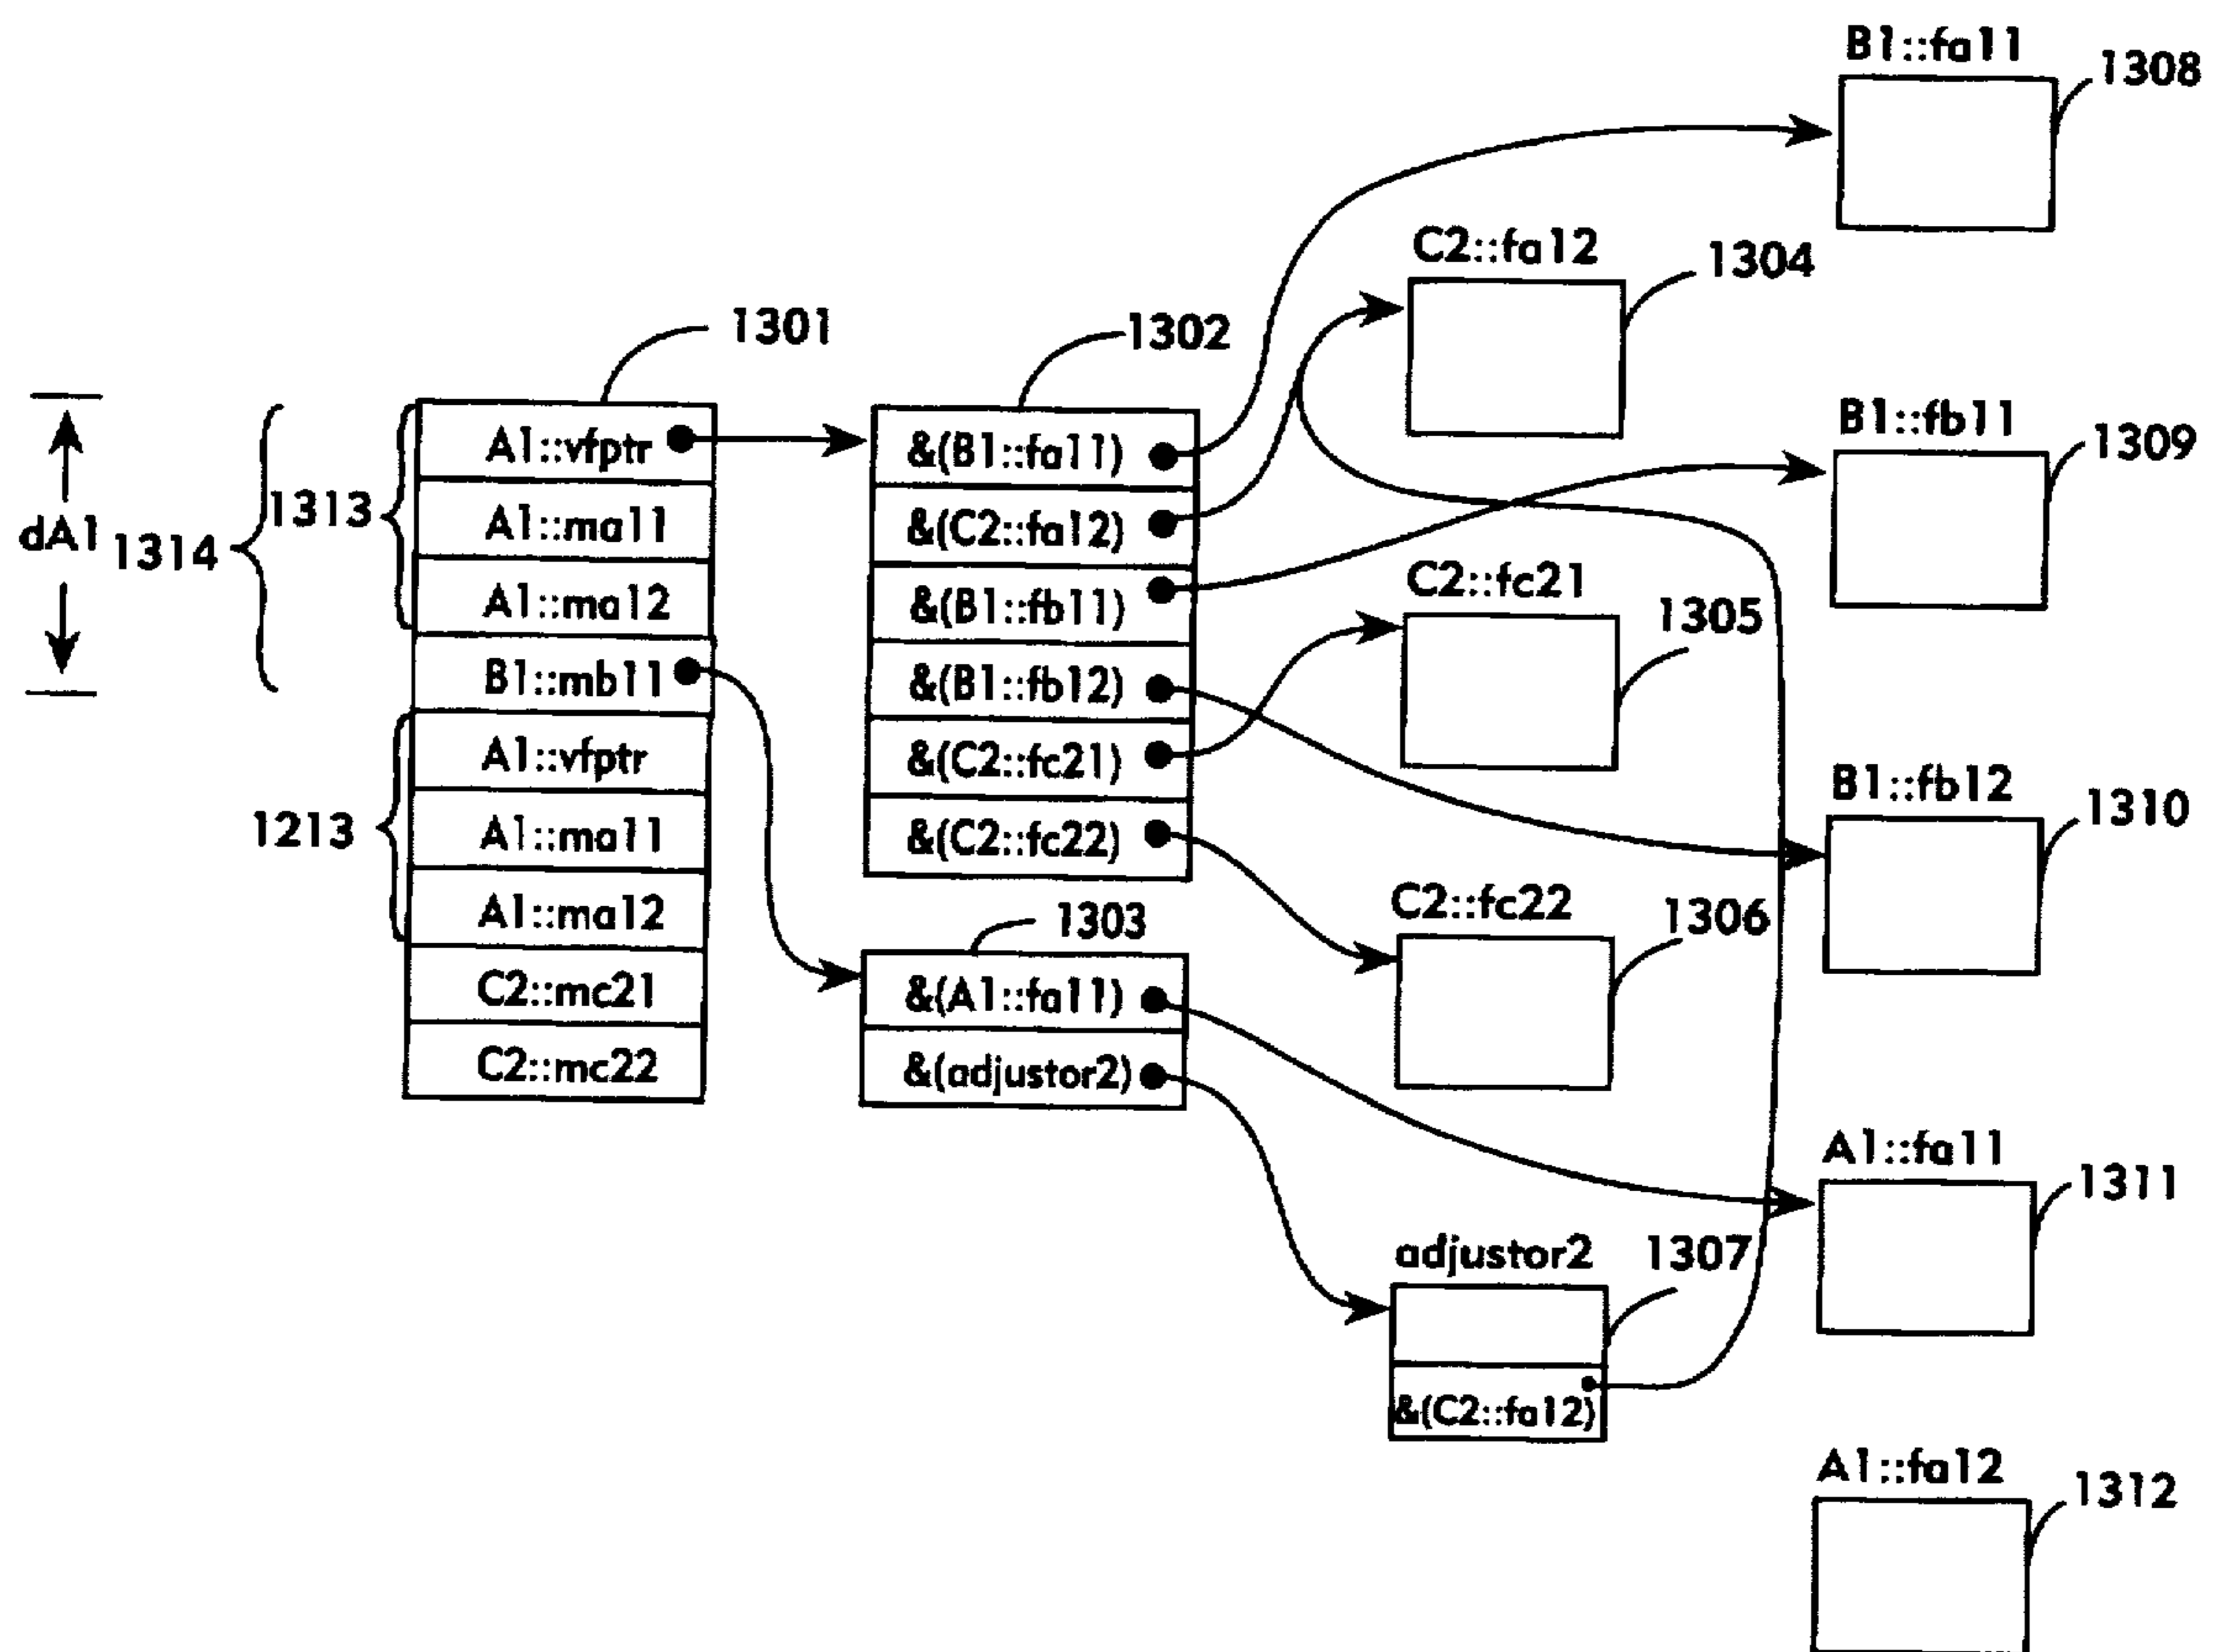 B1::fa11
1308
C2::fa12
1304
1301
1302
B1::fb11
1309
dA1
1314
1313
A1::vfptr
A1::ma11
A1::ma12
B1::mb11
1213
A1::vfptr
A1::ma11
A1::ma12
C2::mc21
C2::mc22
&(B1::fa11)
&(C2::fa12)
&(B1::fb11)
&(B1::fb12)
&(C2::fc21)
&(C2::fc22)
C2::fc21
1305
B1::fb12
1310
C2::fc22
1306
1303
&(A1::fa11)
&(adjustor2)
A1::fa11
1311
adjustor2
1307
&(C2::fa12)
A1::fa12
1312